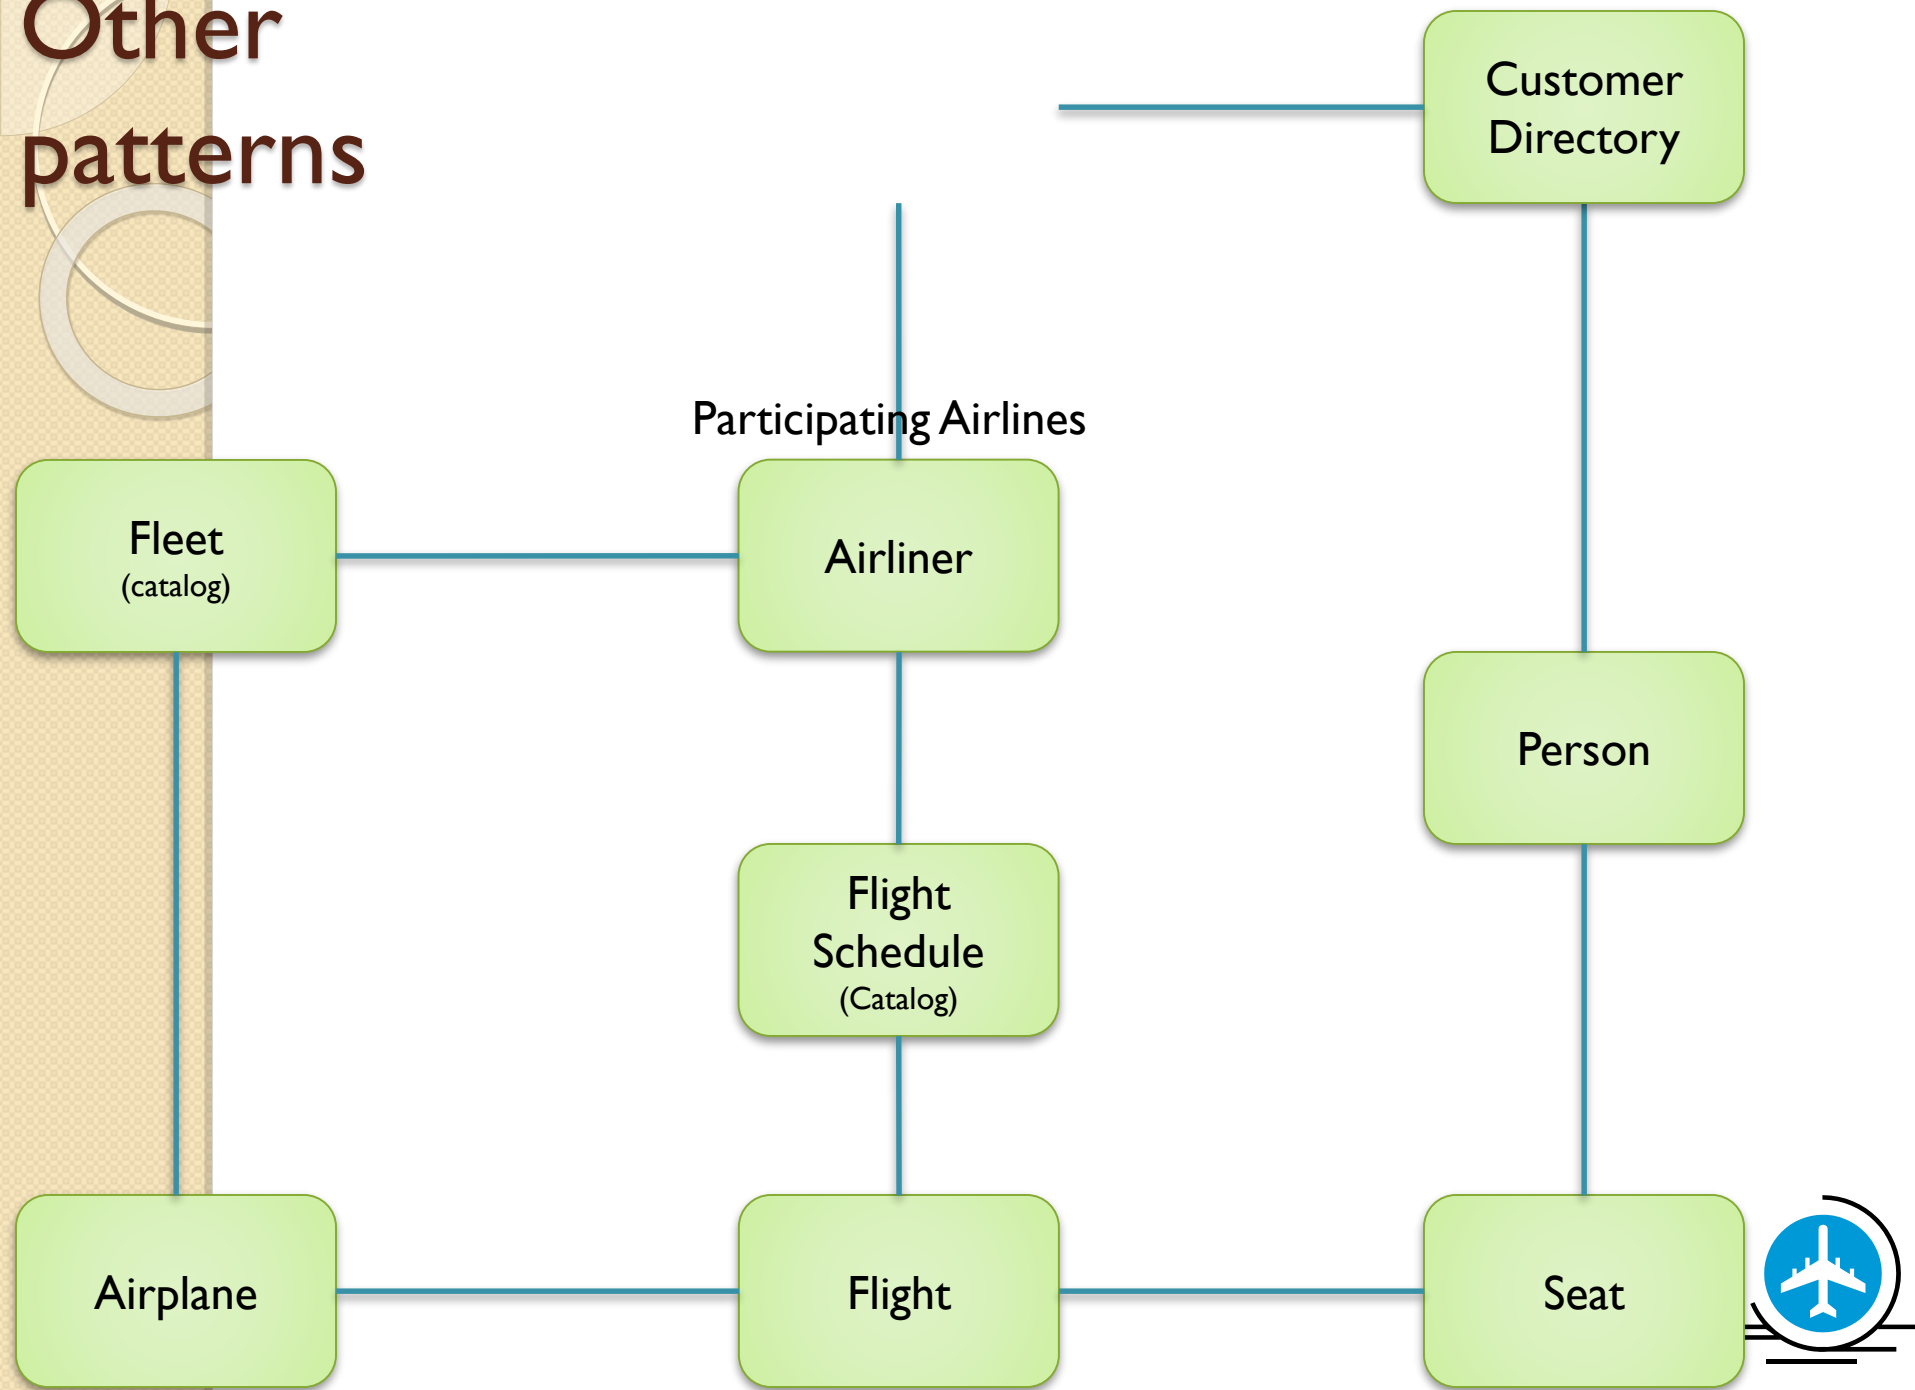 Other
patterns
Customer
Directory
Participating Airlines
Fleet
(catalog)
Airliner
Person
Flight
Schedule
(Catalog)
Airplane
Flight
Seat